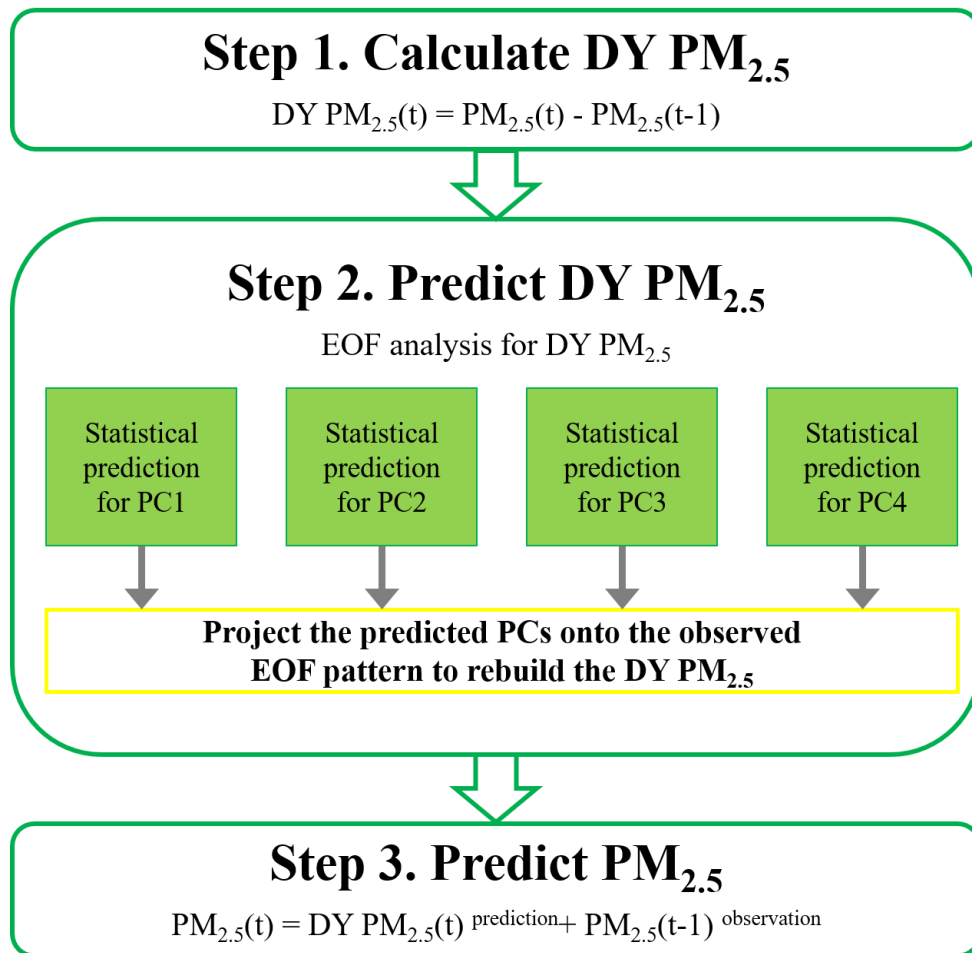 Step 1. Calculate DY PM₂.₅
DY PM₂.₅(t) = PM₂.₅(t) - PM₂.₅(t-1)
Step 2. Predict DY PM₂.₅
EOF analysis for DY PM₂.₅
Statistical
prediction
for PC1
Statistical
prediction
for PC2
Statistical
prediction
for PC3
Statistical
prediction
for PC4
Project the predicted PCs onto the observed
EOF pattern to rebuild the DY PM₂.₅
Step 3. Predict PM₂.₅
PM₂.₅(t) = DY PM₂.₅(t) prediction+ PM₂.₅(t-1) observation